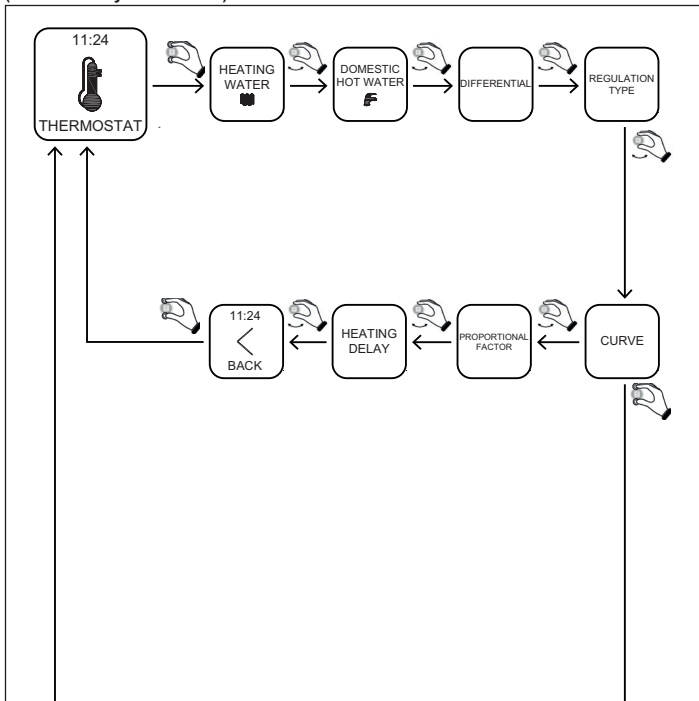 11:24
THERMOSTAT
HEATING
WATER
DOMESTIC
HOT WATER
DIFFERENTIAL
REGULATION
TYPE
11:24
BACK
HEATING
DELAY
PROPORTIONAL
FACTOR
CURVE